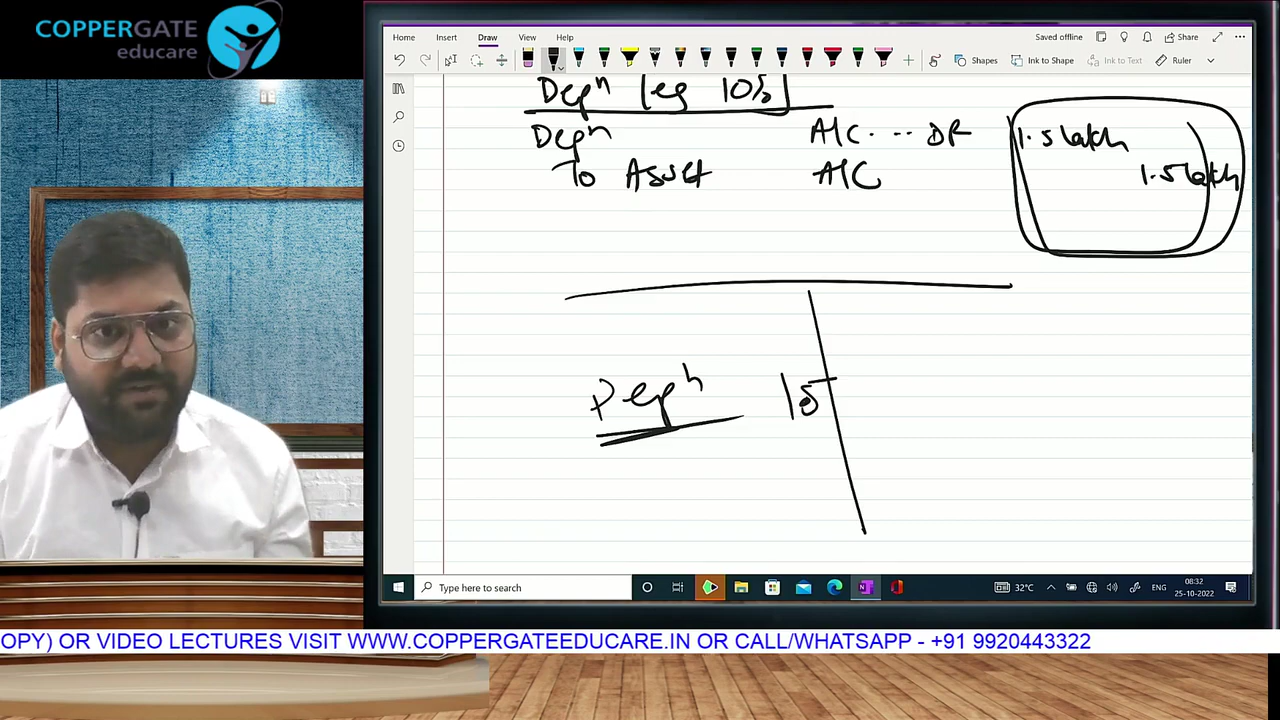 COPPERGATE
educare
Saved offline
Home Insert Draw View Help
Share
Shapes Ink to Shape Ink to Text Ruler
Depⁿ [eg 10%]
Depⁿ A/C ... DR 1.5 lakh
To Asset A/C 1.5 lakh
Depⁿ 15
Type here to search
32°C ENG 08:32
25-10-2022
OPY) OR VIDEO LECTURES VISIT WWW.COPPERGATEEDUCARE.IN OR CALL/WHATSAPP - +91 9920443322